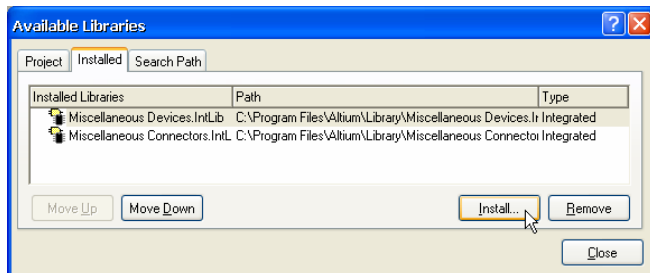 Available Libraries
Project Installed Search Path
Installed Libraries Path Type
Miscellaneous Devices.IntLib C:\Program Files\Altium\Library\Miscellaneous Devices.Ir Integrated
Miscellaneous Connectors.IntL C:\Program Files\Altium\Library\Miscellaneous Connector Integrated
Move Up Move Down Install... Remove
Close